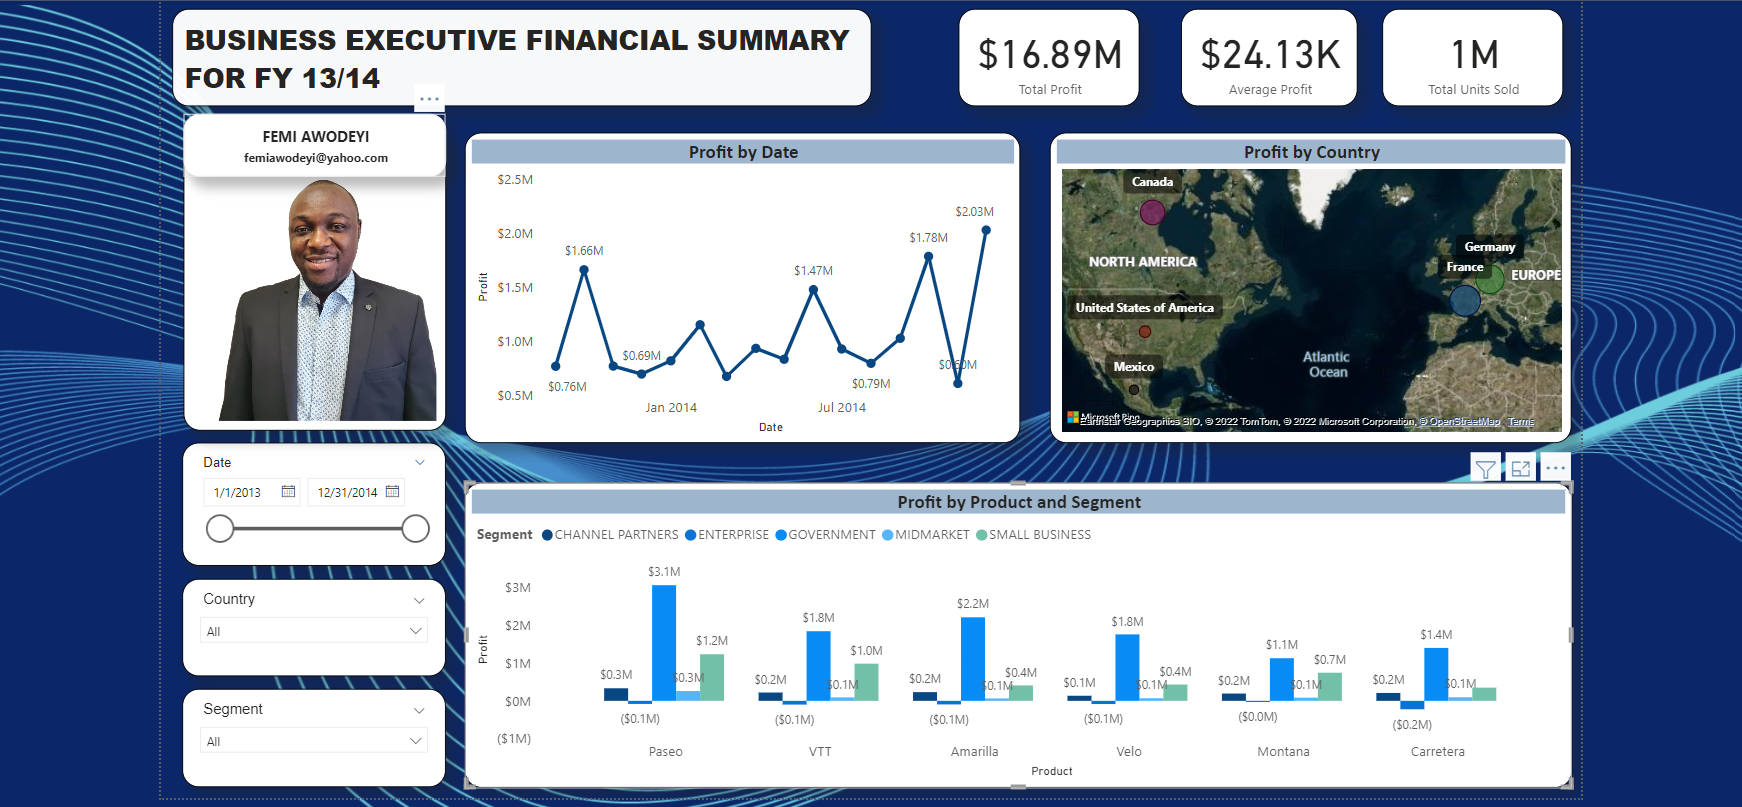 BUSINESS EXECUTIVE FINANCIAL SUMMARY
FOR FY 13/14
$16.89M
Total Profit
$24.13K
Average Profit
1M
Total Units Sold
FEMI AWODEYI
femiawodeyi@yahoo.com
Date
1/1/2013
12/31/2014
Country
All
Segment
All
Profit by Date
$2.5M
$2.0M
$1.5M
$1.0M
$0.5M
Profit
$0.76M
$1.66M
$0.69M
$1.47M
$0.79M
$1.78M
$0.60M
$2.03M
Jan 2014
Jul 2014
Date
Profit by Country
Canada
Germany
France
EUROPE
NORTH AMERICA
United States of America
Mexico
Atlantic
Ocean
Microsoft Bing
Earthstar Geographics SIO, © 2022 TomTom, © 2022 Microsoft Corporation, © OpenStreetMap Terms
Profit by Product and Segment
Segment CHANNEL PARTNERS ENTERPRISE GOVERNMENT MIDMARKET SMALL BUSINESS
$3M
$2M
$1M
$0M
($1M)
Profit
$0.3M
($0.1M)
$3.1M
$0.3M
$1.2M
$0.2M
($0.1M)
$1.8M
$0.1M
$1.0M
$0.2M
($0.1M)
$2.2M
$0.1M
$0.4M
$0.1M
($0.1M)
$1.8M
$0.1M
$0.4M
$0.2M
($0.0M)
$1.1M
$0.1M
$0.7M
$0.2M
($0.2M)
$1.4M
$0.1M
Paseo
VTT
Amarilla
Velo
Montana
Carretera
Product